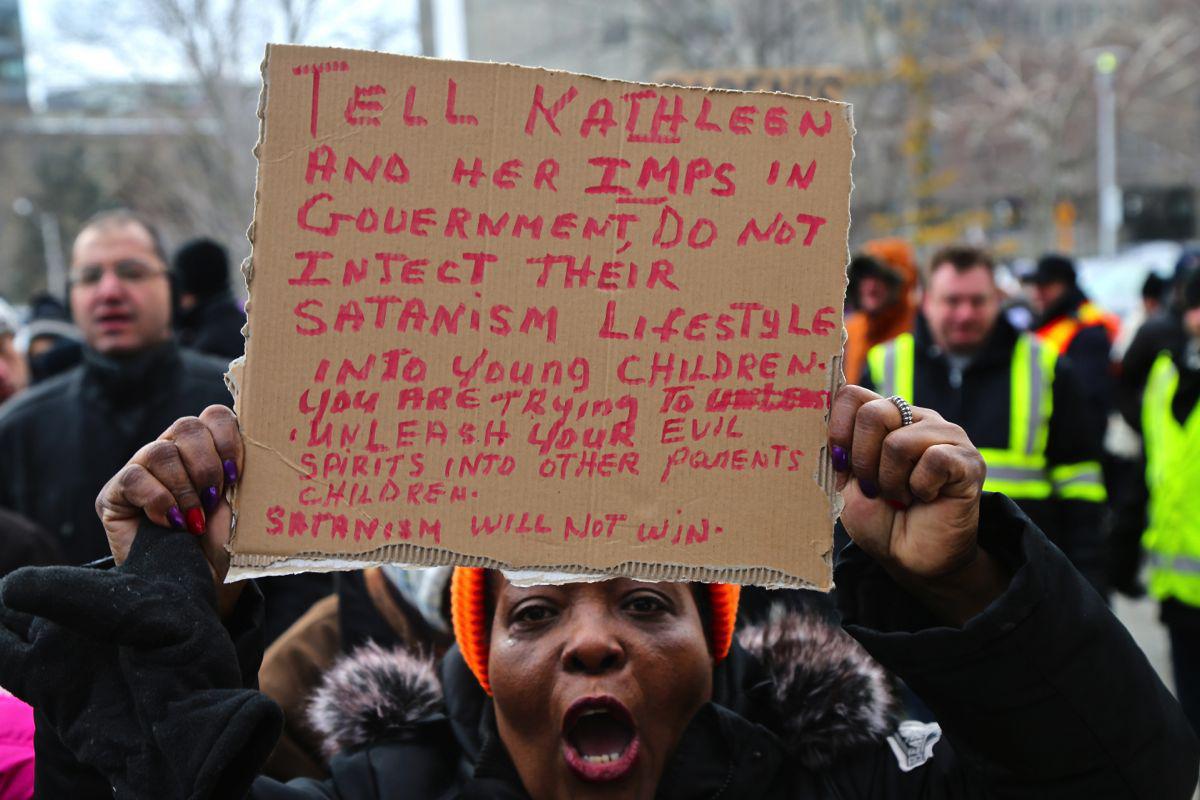 TELL KATHLEEN
AND HER IMPS IN
GOVERNMENT, DO NOT
INJECT THEIR
SATANiSM LifESTYLE
INTO YOUNG CHILDREN.
YOU ARE TRYING TO
UNLEASH YOUR EVIL
SPIRITS INTO OTHER PARENTS
CHILDREN.
SATANISM WILL NOT WIN.